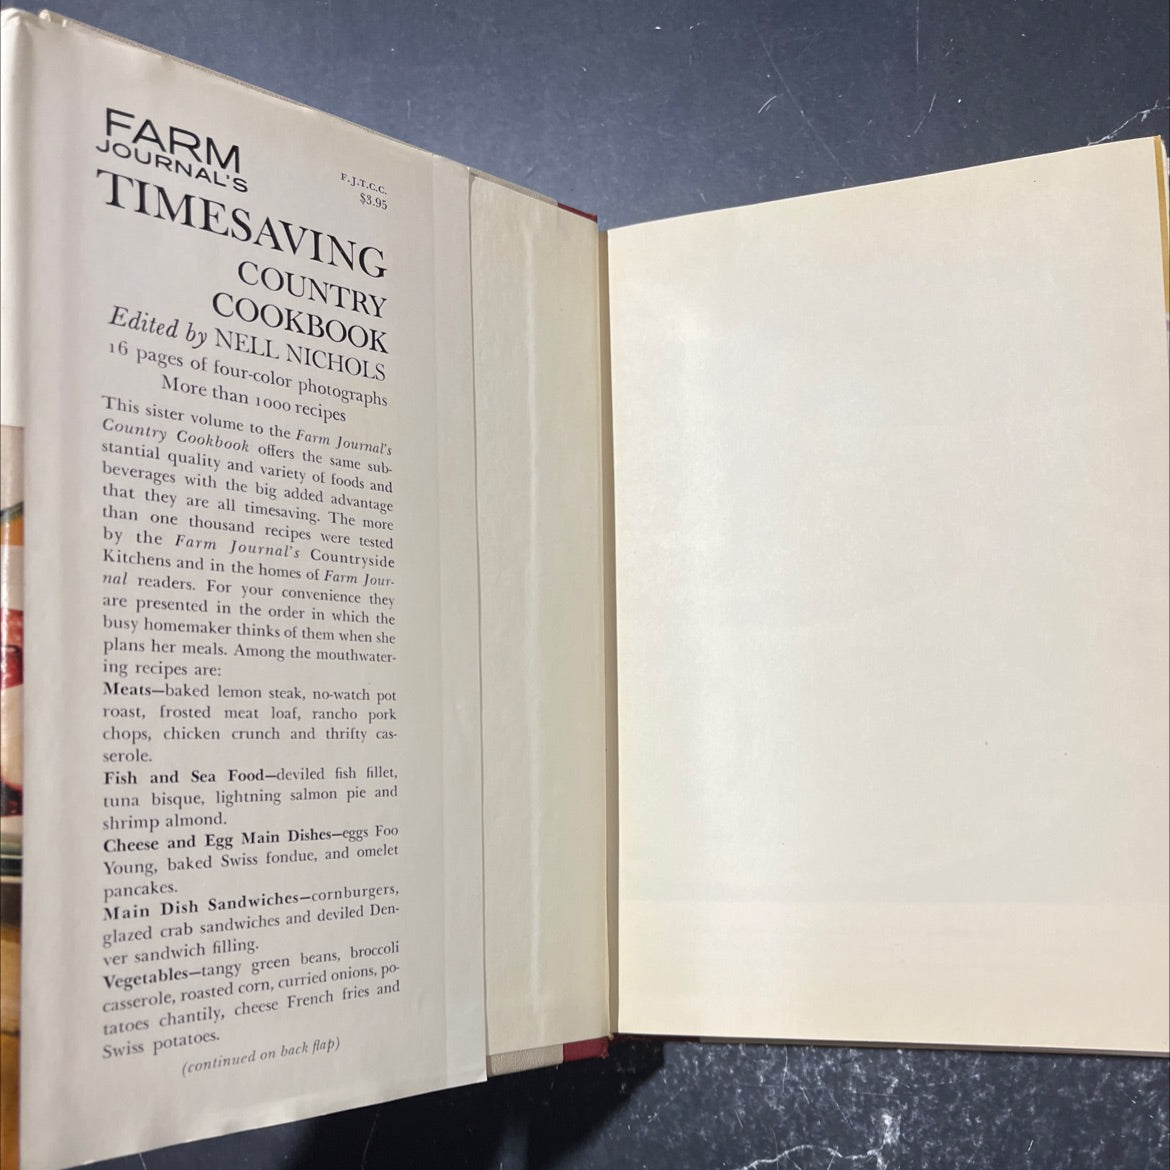 FARM
JOURNAL'S
F.J.T.C.C.
$3.95
TIMESAVING
COUNTRY
COOKBOOK
Edited by NELL NICHOLS
16 pages of four-color photographs
More than 1000 recipes
This sister volume to the Farm Journal's
Country Cookbook offers the same sub-
stantial quality and variety of foods and
beverages with the big added advantage
that they are all timesaving. The more
than one thousand recipes were tested
by the Farm Journal's Countryside
Kitchens and in the homes of Farm Jour-
nal readers. For your convenience they
are presented in the order in which the
busy homemaker thinks of them when she
plans her meals. Among the mouthwater-
ing recipes are:
Meats—baked lemon steak, no-watch pot
roast, frosted meat loaf, rancho pork
chops, chicken crunch and thrifty cas-
serole.
Fish and Sea Food—deviled fish fillet,
tuna bisque, lightning salmon pie and
shrimp almond.
Cheese and Egg Main Dishes—eggs Foo
Young, baked Swiss fondue, and omelet
pancakes.
Main Dish Sandwiches—cornburgers,
glazed crab sandwiches and deviled Den-
ver sandwich filling.
Vegetables—tangy green beans, broccoli
casserole, roasted corn, curried onions, po-
tatoes chantily, cheese French fries and
Swiss potatoes.
(continued on back flap)